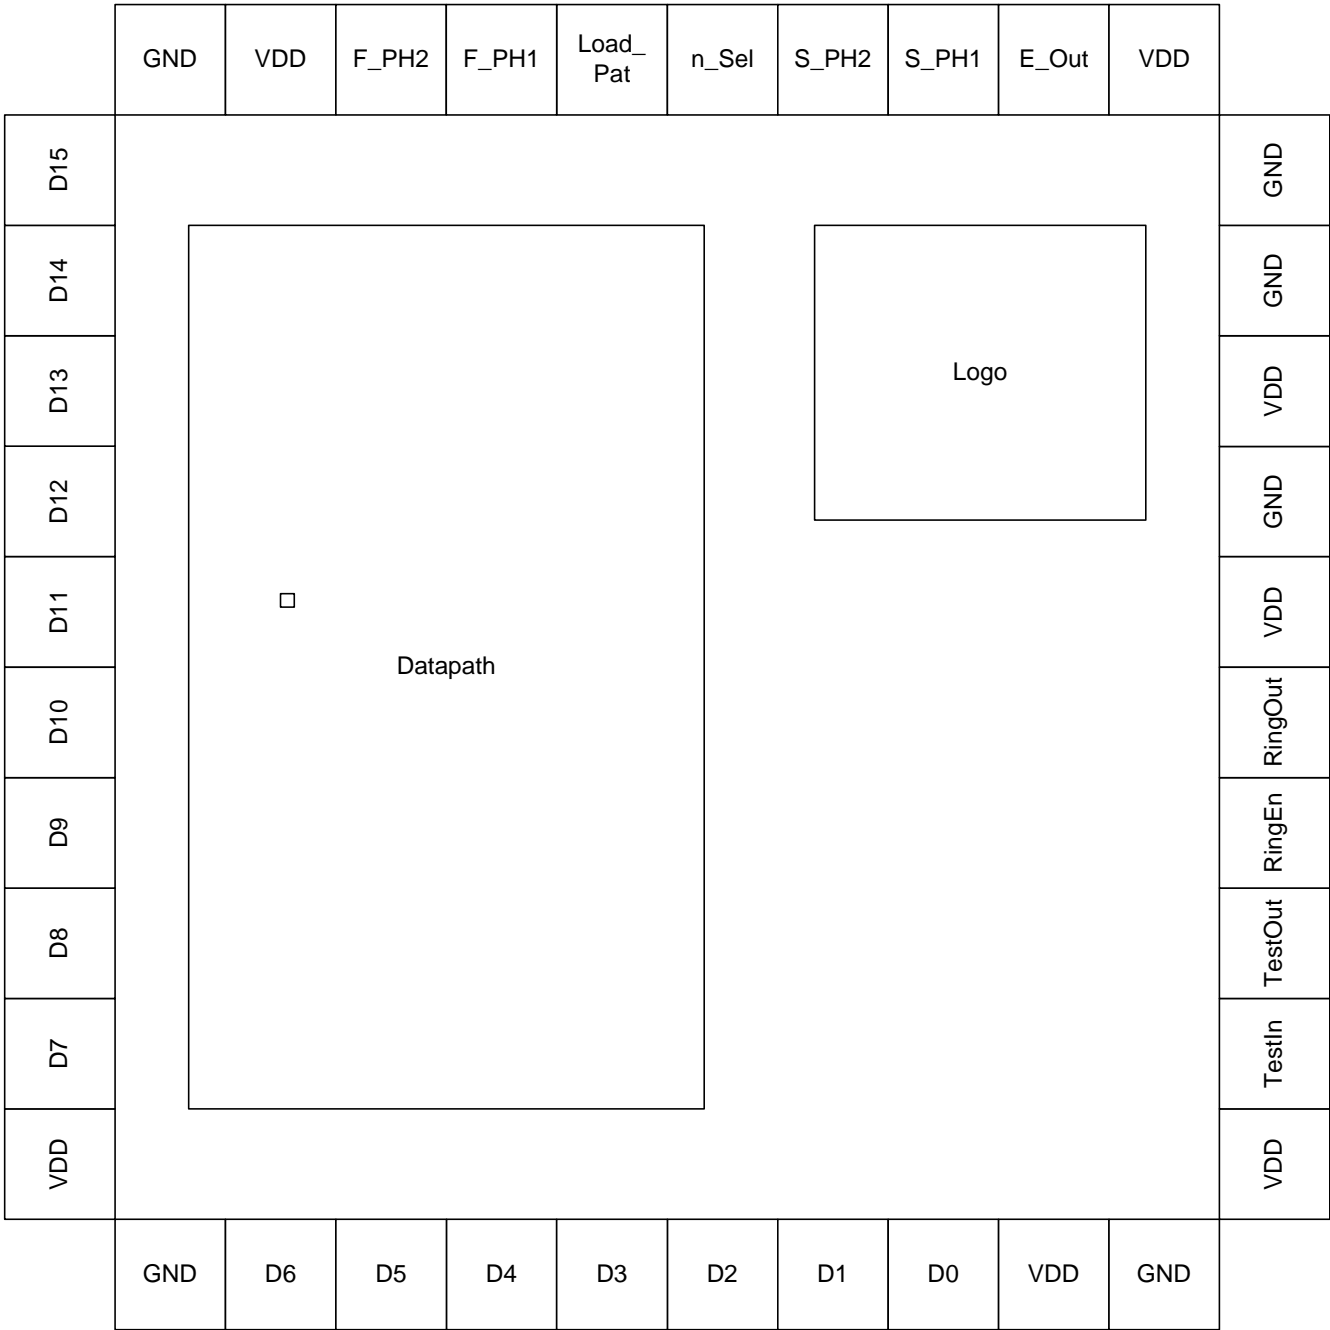 GND VDD F_PH2 F_PH1 Load_ n_Sel S_PH2 S_PH1 E_Out VDD
Pat
D15 GND
D14 GND
D13 Logo VDD
D12 GND
D11 VDD
Datapath
D10 RingOut
D9 RingEn
D8 TestOut
D7 TestIn
VDD VDD
GND D6 D5 D4 D3 D2 D1 D0 VDD GND